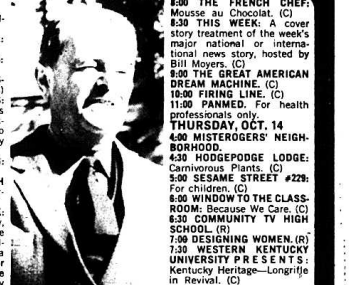 8:00 THE FRENCH CHEF:
Mousse au Chocolat. (C)
8:30 THIS WEEK: A cover
story treatment of the week's
major national or interna-
tional news story, hosted by
Bill Moyers. (C)
9:00 THE GREAT AMERICAN
DREAM MACHINE. (C)
10:00 FIRING LINE. (C)
11:00 PANMED. For health
professionals only.
THURSDAY, OCT. 14
4:00 MISTEROGERS' NEIGH-
BORHOOD.
4:30 HODGEPODGE LODGE:
Carnivorous Plants. (C)
5:00 SESAME STREET #229:
For children. (C)
6:00 WINDOW TO THE CLASS-
ROOM: Because We Care. (C)
6:30 COMMUNITY TV HIGH
SCHOOL. (R)
7:00 DESIGNING WOMEN. (R)
7:30 WESTERN KENTUCKY
UNIVERSITY PRESENTS:
Kentucky Heritage—Longrifle
in Revival. (C)